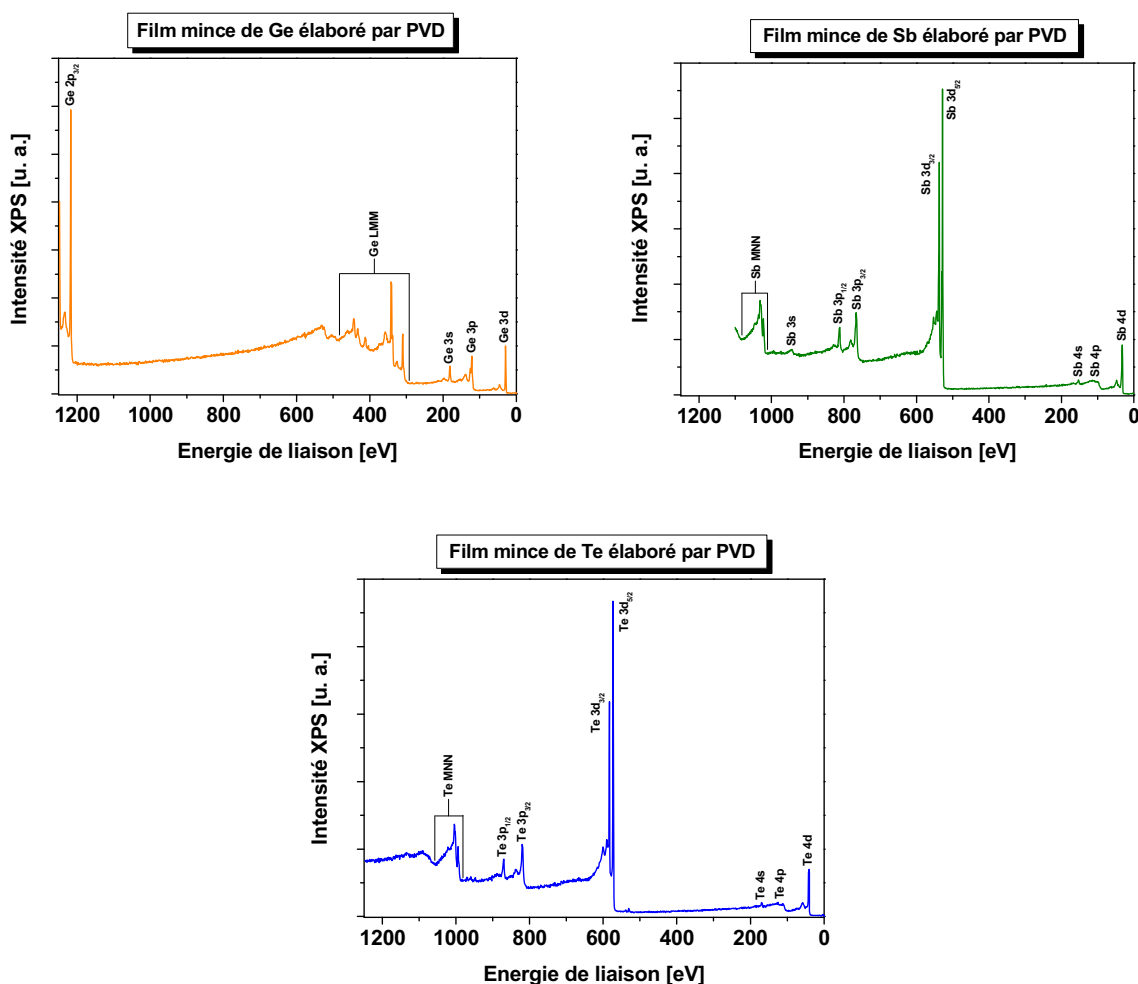 Film mince de Ge élaboré par PVD
Intensité XPS [u. a.]
Ge 2p3/2
Ge LMM
Ge 3s
Ge 3p
Ge 3d
1200 1000 800 600 400 200 0
Energie de liaison [eV]
Film mince de Sb élaboré par PVD
Intensité XPS [u. a.]
Sb MNN
Sb 3s
Sb 3p1/2
Sb 3p3/2
Sb 3d3/2
Sb 3d5/2
Sb 4s
Sb 4p
Sb 4d
1200 1000 800 600 400 200 0
Energie de liaison [eV]
Film mince de Te élaboré par PVD
Intensité XPS [u. a.]
Te MNN
Te 3p1/2
Te 3p3/2
Te 3d3/2
Te 3d5/2
Te 4s
Te 4p
Te 4d
1200 1000 800 600 400 200 0
Energie de liaison [eV]